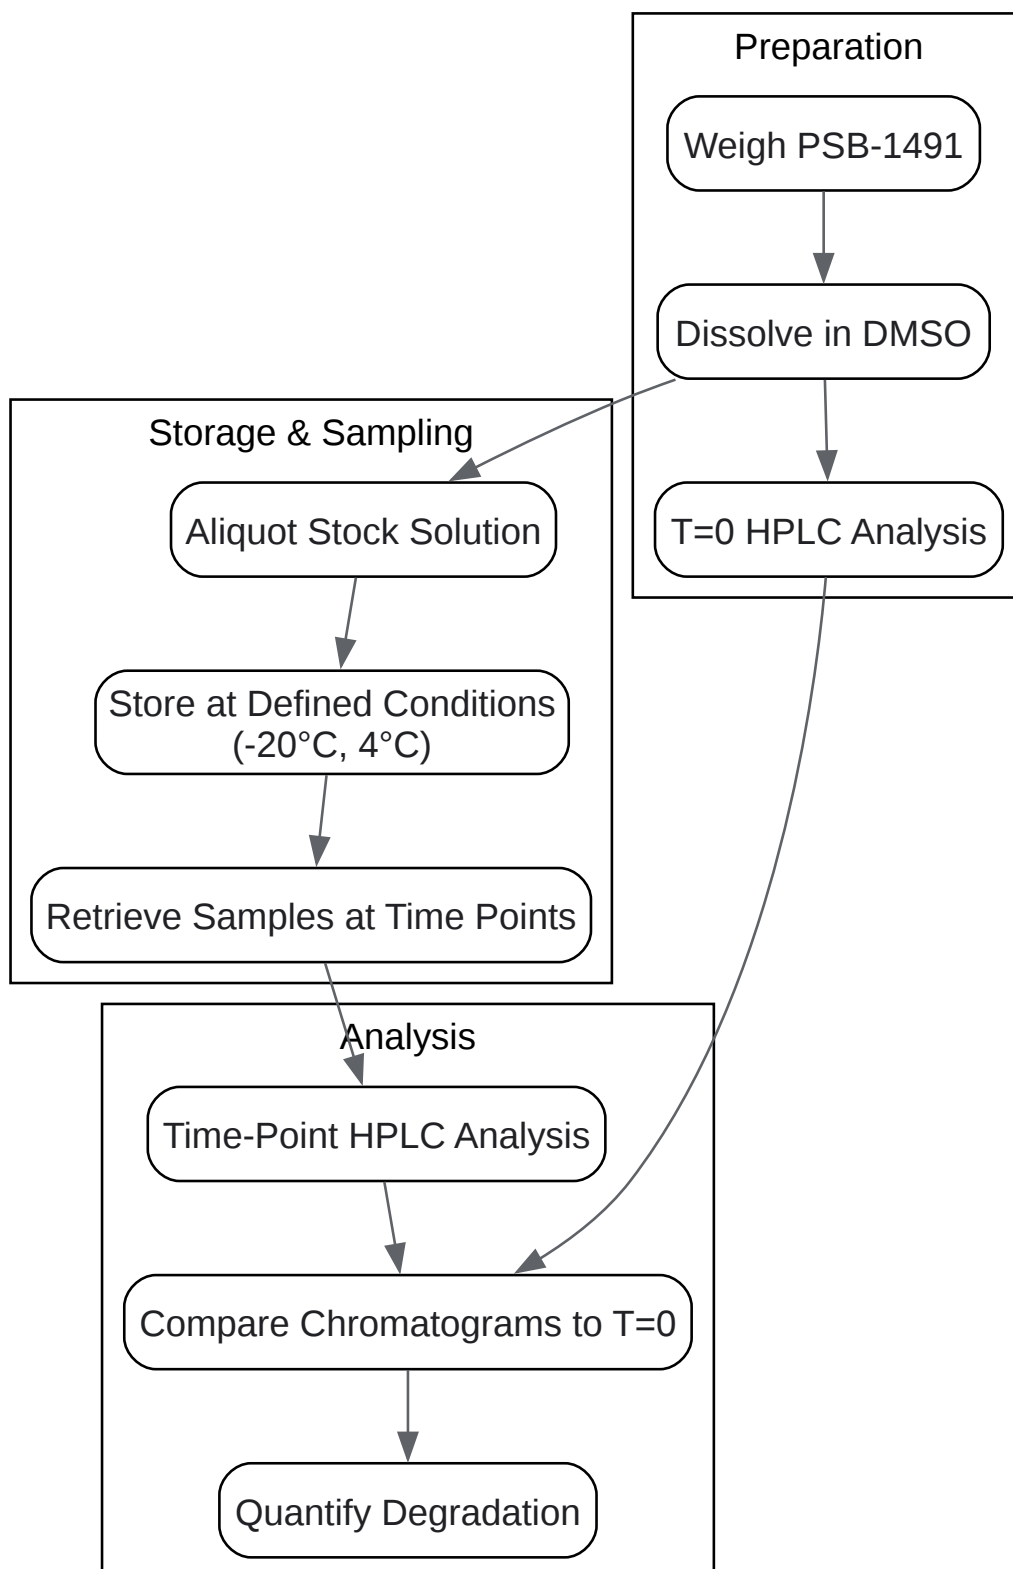 Preparation
Weigh PSB-1491
Dissolve in DMSO
T=0 HPLC Analysis
Storage & Sampling
Aliquot Stock Solution
Store at Defined Conditions
(-20°C, 4°C)
Retrieve Samples at Time Points
Analysis
Time-Point HPLC Analysis
Compare Chromatograms to T=0
Quantify Degradation